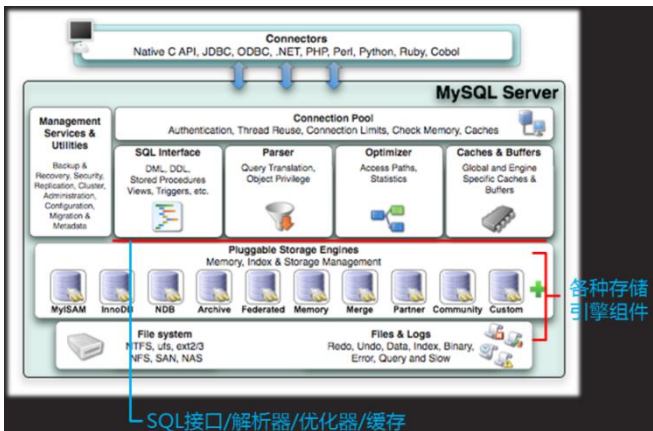 Connectors
Native C API, JDBC, ODBC, .NET, PHP, Perl, Python, Ruby, Cobol
MySQL Server
Management
Services &
Utilities
Backup &
Recovery, Security,
Replication, Cluster,
Administration,
Configuration,
Migration &
Metadata
Connection Pool
Authentication, Thread Reuse, Connection Limits, Check Memory, Caches
SQL Interface
DML, DDL,
Stored Procedures
Views, Triggers, etc.
Parser
Query Translation,
Object Privilege
Optimizer
Access Paths,
Statistics
Caches & Buffers
Global and Engine
Specific Caches &
Buffers
Pluggable Storage Engines
Memory, Index & Storage Management
MyISAM
InnoDB
NDB
Archive
Federated
Memory
Merge
Partner
Community
Custom
各种存储
引擎组件
File system
NTFS, ufs, ext2/3
NFS, SAN, NAS
Files & Logs
Redo, Undo, Data, Index, Binary,
Error, Query and Slow
SQL接口/解析器/优化器/缓存